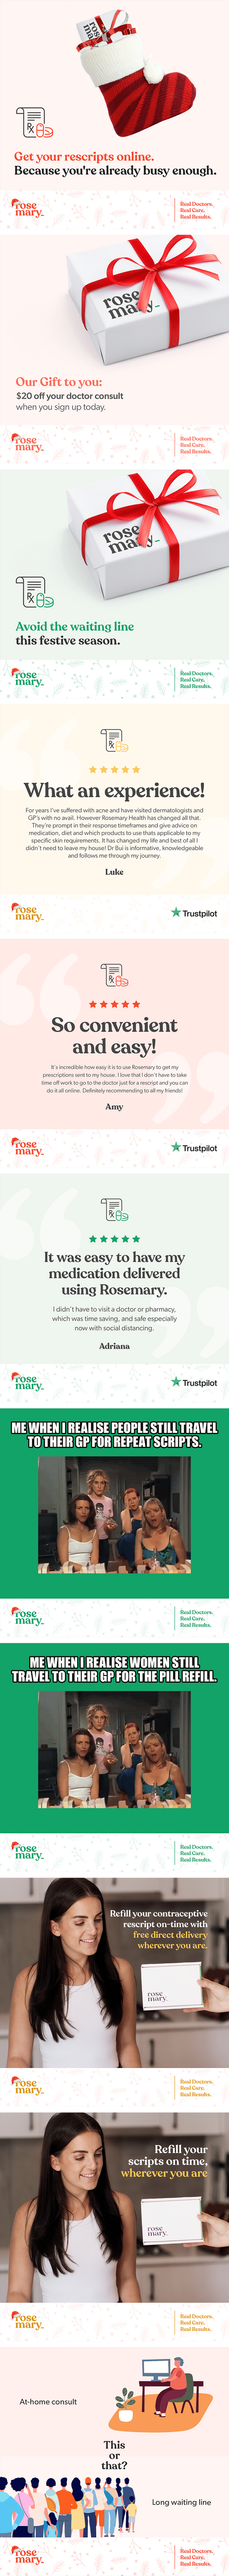 rose
mary
Rx
Get your rescripts online.
Because you're already busy enough.
rose
mary
Real Doctors.
Real Care.
Real Results.
rose
mary
Our Gift to you:
$20 off your doctor consult
when you sign up today.
rose
mary
Real Doctors.
Real Care.
Real Results.
rose
mary
Rx
Avoid the waiting line
this festive season.
rose
mary
Real Doctors.
Real Care.
Real Results.
Rx
What an experience!
For years I've suffered with acne and have visited dermatologists and
GP's with no avail. However Rosemary Health has changed all that.
They're prompt in their response timeframes and give advice on
medication, diet and which products to use thats applicable to my
specific skin requirements. It has changed my life and best of all I
didn't need to leave my house! Dr Bui is informative, knowledgeable
and follows me through my journey.
Luke
rose
mary
Trustpilot
Rx
So convenient
and easy!
It's incredible how easy it is to use Rosemary to get my
prescriptions sent to my house. I love that I don't have to take
time off work to go to the doctor just for a rescript and you can
do it all online. Definitely recommending to all my friends!
Amy
rose
mary
Trustpilot
Rx
It was easy to have my
medication delivered
using Rosemary.
I didn't have to visit a doctor or pharmacy,
which was time saving, and safe especially
now with social distancing.
Adriana
rose
mary
Trustpilot
ME WHEN I REALISE PEOPLE STILL TRAVEL
TO THEIR GP FOR REPEAT SCRIPTS.
rose
mary
Real Doctors.
Real Care.
Real Results.
ME WHEN I REALISE WOMEN STILL
TRAVEL TO THEIR GP FOR THE PILL REFILL.
rose
mary
Real Doctors.
Real Care.
Real Results.
Refill your contraceptive
rescript on-time with
free direct delivery
wherever you are.
rose
mary
rose
mary
Real Doctors.
Real Care.
Real Results.
Refill your
scripts on time,
wherever you are
rose
mary
rose
mary
Real Doctors.
Real Care.
Real Results.
At-home consult
This
or
that?
Long waiting line
rose
mary
Real Doctors.
Real Care.
Real Results.